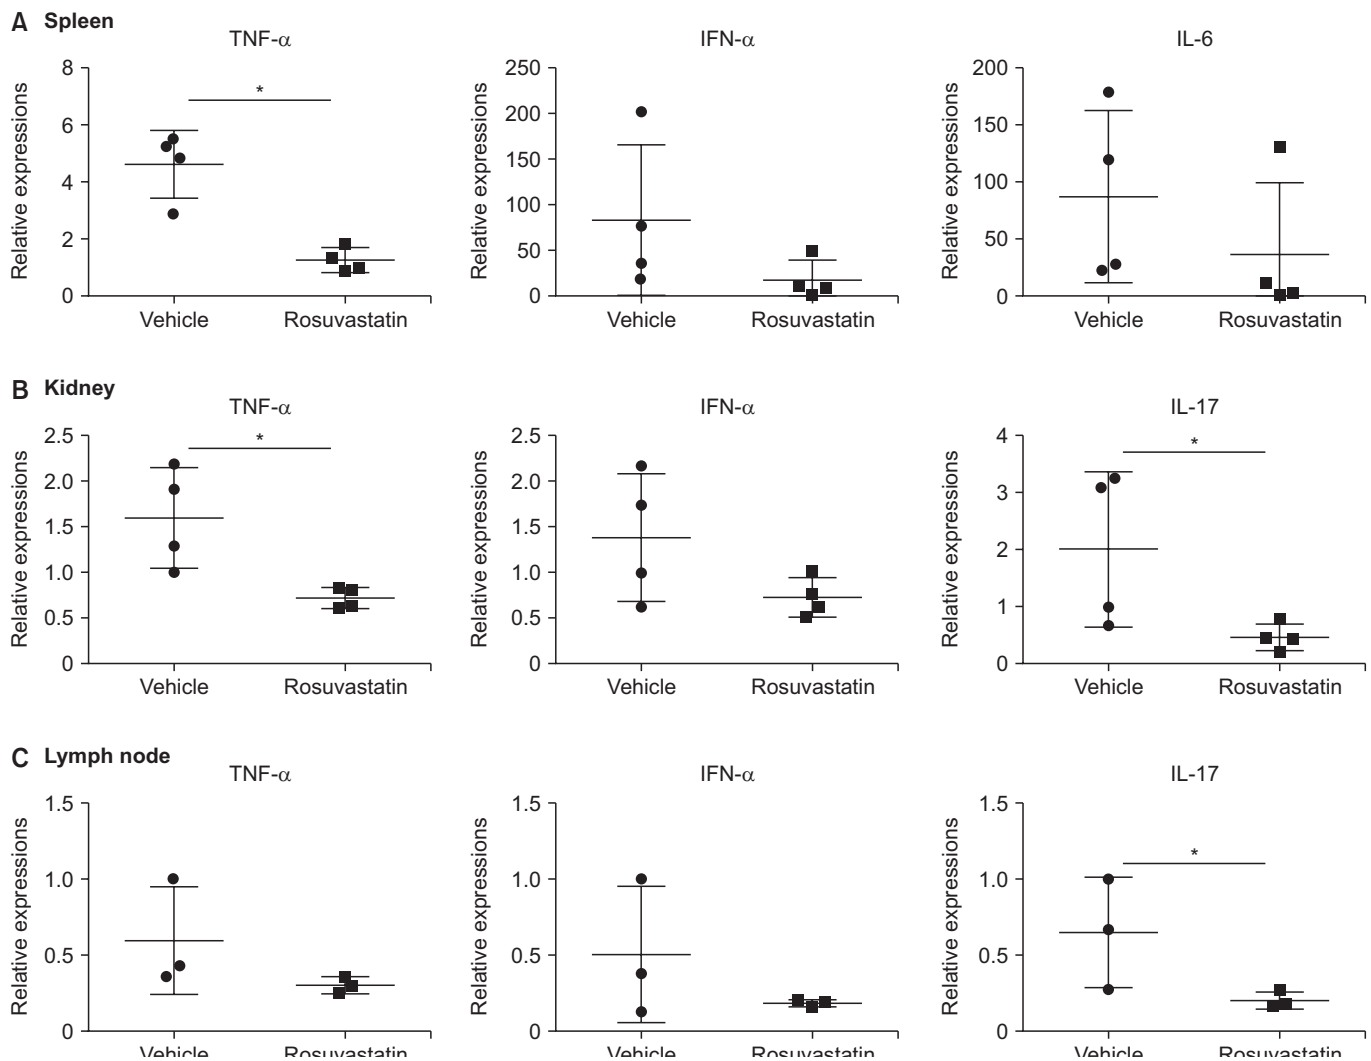 A Spleen
TNF-α
IFN-α
IL-6
Relative expressions
8
6
4
2
0
*
Vehicle
Rosuvastatin
Relative expressions
250
200
150
100
50
0
Vehicle
Rosuvastatin
Relative expressions
200
150
100
50
0
Vehicle
Rosuvastatin
B Kidney
TNF-α
IFN-α
IL-17
Relative expressions
2.5
2.0
1.5
1.0
0.5
0
*
Vehicle
Rosuvastatin
Relative expressions
2.5
2.0
1.5
1.0
0.5
0
Vehicle
Rosuvastatin
Relative expressions
4
3
2
1
0
*
Vehicle
Rosuvastatin
C Lymph node
TNF-α
IFN-α
IL-17
Relative expressions
1.5
1.0
0.5
0
Vehicle
Rosuvastatin
Relative expressions
1.5
1.0
0.5
0
Vehicle
Rosuvastatin
Relative expressions
1.5
1.0
0.5
0
*
Vehicle
Rosuvastatin